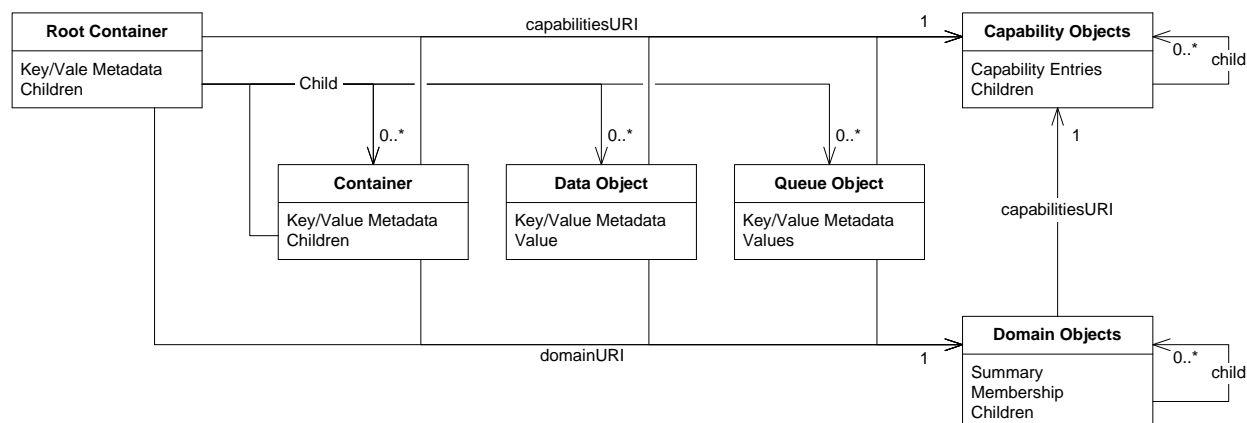 Root Container
capabilitiesURI
1
Capability Objects
Key/Vale Metadata
Children
Child
0..*
child
Capability Entries
Children
0..*
0..*
0..*
1
Container
Data Object
Queue Object
Key/Value Metadata
Children
Key/Value Metadata
Value
Key/Value Metadata
Values
capabilitiesURI
Domain Objects
domainURI
1
0..*
child
Summary
Membership
Children